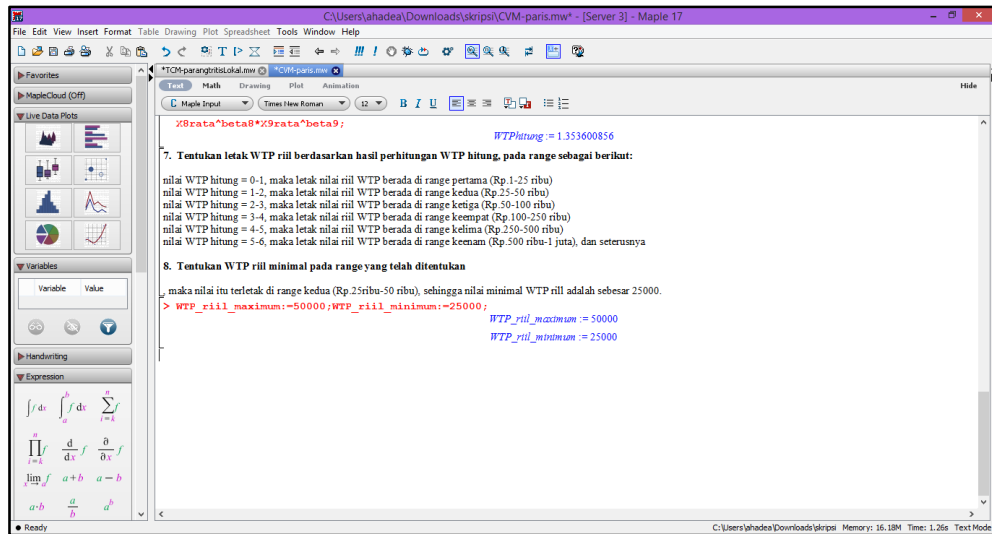 C:\Users\ahadea\Downloads\skripsi\CVM-paris.mw* - [Server 3] - Maple 17
File Edit View Insert Format Table Drawing Plot Spreadsheet Tools Window Help
Favorites
MapleCloud (Off)
Live Data Plots
Variables
Variable Value
Handwriting
Expression
*TCM-parangtritisLokal.mw *CVM-paris.mw
Text Math Drawing Plot Animation Hide
C Maple Input Times New Roman 12 B I U
X8rata^beta8*X9rata^beta9;
WTPhitung := 1.353600856
7. Tentukan letak WTP riil berdasarkan hasil perhitungan WTP hitung, pada range sebagai berikut:
nilai WTP hitung = 0-1, maka letak nilai riil WTP berada di range pertama (Rp.1-25 ribu)
nilai WTP hitung = 1-2, maka letak nilai riil WTP berada di range kedua (Rp.25-50 ribu)
nilai WTP hitung = 2-3, maka letak nilai riil WTP berada di range ketiga (Rp.50-100 ribu)
nilai WTP hitung = 3-4, maka letak nilai riil WTP berada di range keempat (Rp.100-250 ribu)
nilai WTP hitung = 4-5, maka letak nilai riil WTP berada di range kelima (Rp.250-500 ribu)
nilai WTP hitung = 5-6, maka letak nilai riil WTP berada di range keenam (Rp.500 ribu-1 juta), dan seterusnya
8. Tentukan WTP riil minimal pada range yang telah ditentukan
, maka nilai itu terletak di range kedua (Rp.25ribu-50 ribu), sehingga nilai minimal WTP rill adalah sebesar 25000.
> WTP_riil_maximum:=50000;WTP_riil_minimum:=25000;
WTP_riil_maximum := 50000
WTP_riil_minimum := 25000
∫f dx ∫ₐᵇ f dx ∑ᵢ₌ₖⁿ f
∏ᵢ₌ₖⁿ f d/dx f ∂/∂x f
lim x→a f a+b a−b
a·b a/b aᵇ
Ready
C:\Users\ahadea\Downloads\skripsi Memory: 16.18M Time: 1.26s Text Mode